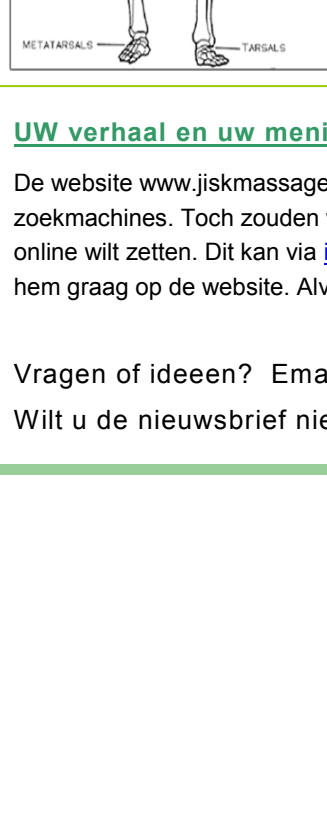 METATARSALS
TARSALS
UW verhaal en uw meni
De website www.jiskmassage
zoekmachines. Toch zouden
online wilt zetten. Dit kan via
hem graag op de website. Alv
Vragen of ideeen? Ema
Wilt u de nieuwsbrief nie